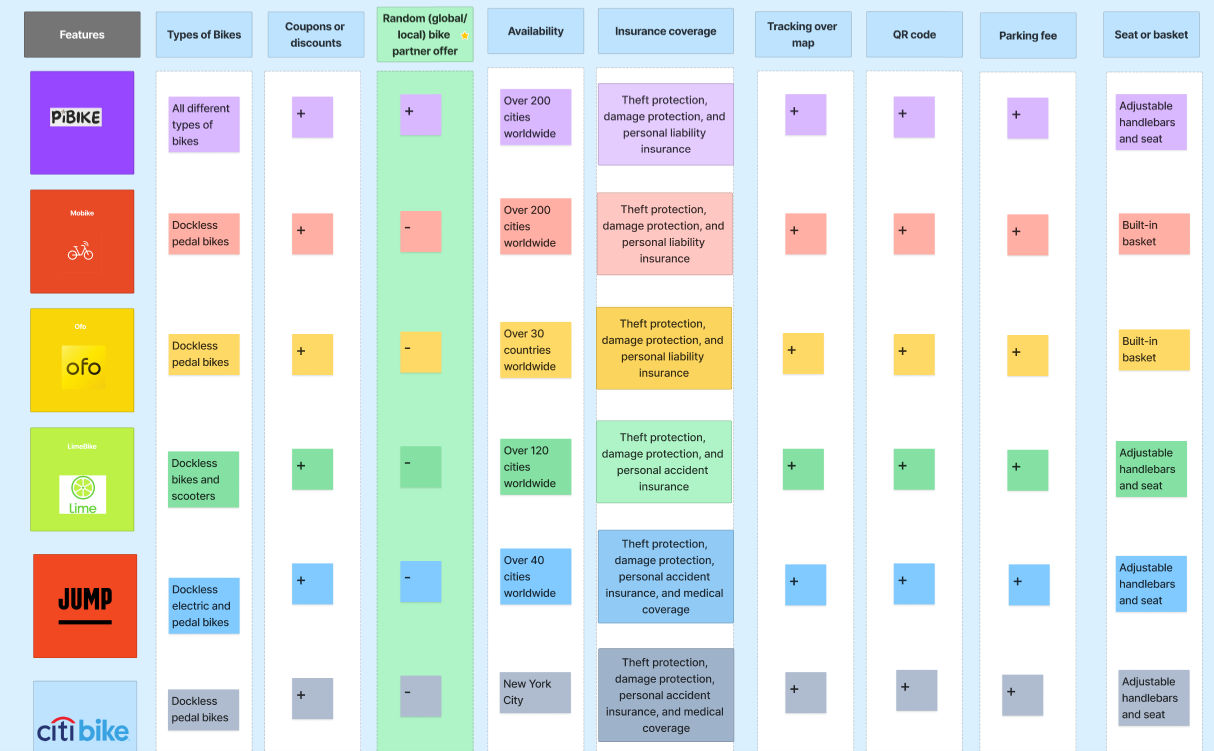 Features
Types of Bikes
Coupons or
discounts
Random (global/
local) bike
partner offer
Availability
Insurance coverage
Tracking over
map
QR code
Parking fee
Seat or basket
PiBIKE
All different
types of
bikes
+
+
Over 200
cities
worldwide
Theft protection,
damage protection, and
personal liability
insurance
+
+
+
Adjustable
handlebars
and seat
Mobike
Dockless
pedal bikes
+
-
Over 200
cities
worldwide
Theft protection,
damage protection, and
personal liability
insurance
+
+
+
Built-in
basket
Ofo
ofo
Dockless
pedal bikes
+
-
Over 30
countries
worldwide
Theft protection,
damage protection, and
personal liability
insurance
+
+
+
Built-in
basket
LimeBike
Lime
Dockless
bikes and
scooters
+
-
Over 120
cities
worldwide
Theft protection,
damage protection, and
personal accident
insurance
+
+
+
Adjustable
handlebars
and seat
JUMP
Dockless
electric and
pedal bikes
+
-
Over 40
cities
worldwide
Theft protection,
damage protection,
personal accident
insurance, and medical
coverage
+
+
+
Adjustable
handlebars
and seat
citi bike
Dockless
pedal bikes
+
-
New York
City
Theft protection,
damage protection,
personal accident
insurance, and medical
coverage
+
+
+
Adjustable
handlebars
and seat